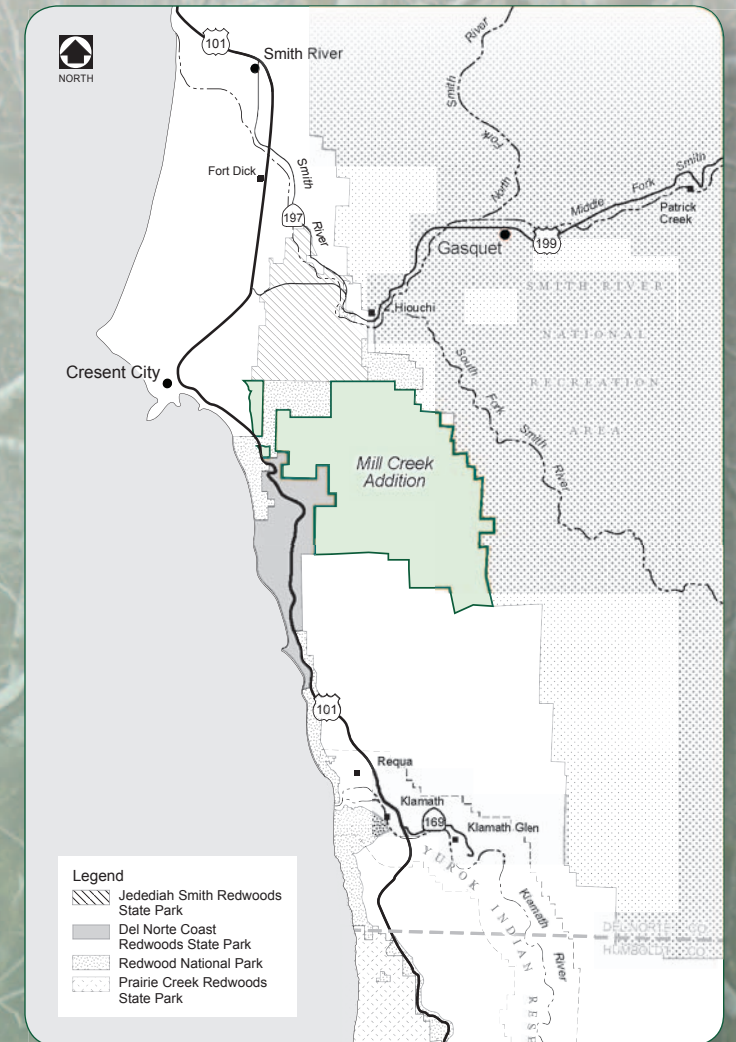 101
Smith River
NORTH
River
Smith
Fork
North
Fort Dick
Smith
River
197
Middle Fork Smith
Patrick
Creek
199
Gasquet
SMITH RIVER
NATIONAL
RECREATION
AREA
Hiouchi
South
Fork
Smith
River
Cresent City
Mill Creek
Addition
101
Requa
Klamath
169
Klamath Glen
YUROK INDIAN RESE
Klamath
River
DEL NORTE CO
HUMBOLDT CO
Legend
Jedediah Smith Redwoods
State Park
Del Norte Coast
Redwoods State Park
Redwood National Park
Prairie Creek Redwoods
State Park